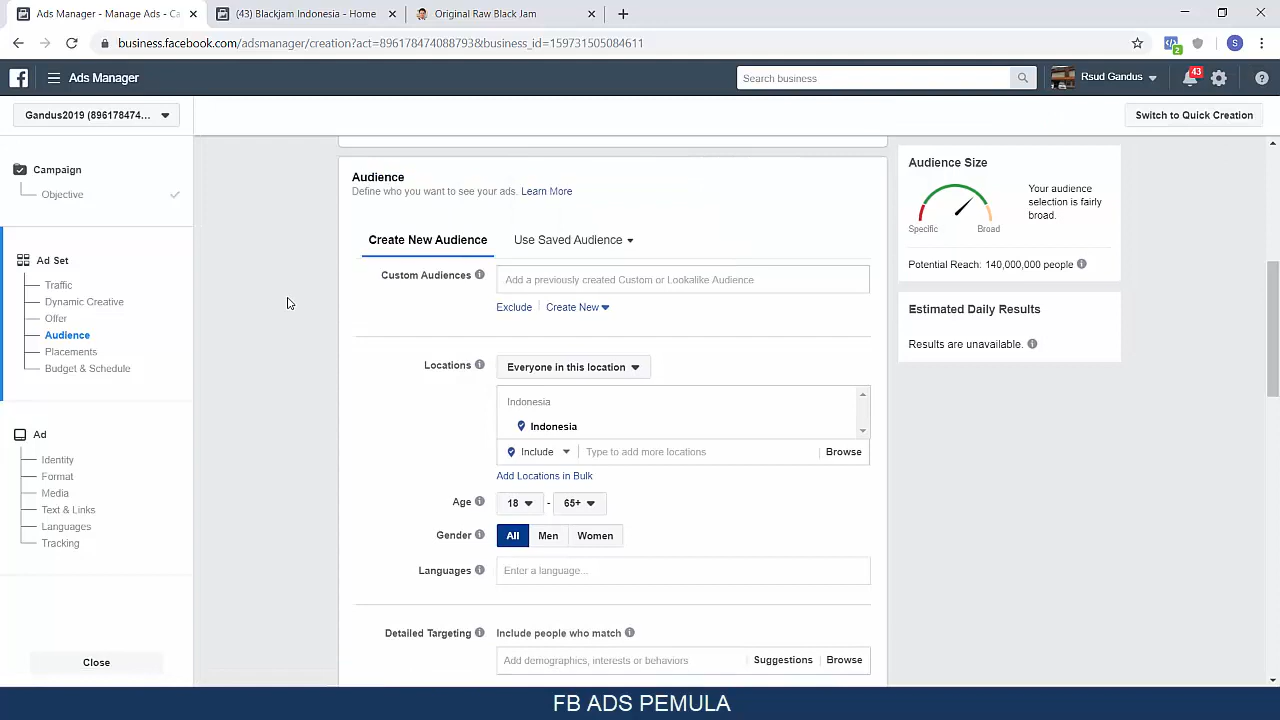 Ads Manager - Manage Ads - Ca
(43) Blackjam Indonesia - Home
Original Raw Black Jam
business.facebook.com/adsmanager/creation?act=896178474088793&business_id=159731505084611
S
Ads Manager
Search business
Rsud Gandus
43
Gandus2019 (896178474...
Switch to Quick Creation
Campaign
Objective
Ad Set
Traffic
Dynamic Creative
Offer
Audience
Placements
Budget & Schedule
Ad
Identity
Format
Media
Text & Links
Languages
Tracking
Close
Audience
Define who you want to see your ads. Learn More
Create New Audience
Use Saved Audience
Custom Audiences
Add a previously created Custom or Lookalike Audience
Exclude
Create New
Locations
Everyone in this location
Indonesia
Indonesia
Include
Type to add more locations
Browse
Add Locations in Bulk
Age
18 - 65+
Gender
All
Men
Women
Languages
Enter a language...
Detailed Targeting
Include people who match
Add demographics, interests or behaviors
Suggestions
Browse
Audience Size
Specific
Broad
Your audience
selection is fairly
broad.
Potential Reach: 140,000,000 people
Estimated Daily Results
Results are unavailable.
FB ADS PEMULA